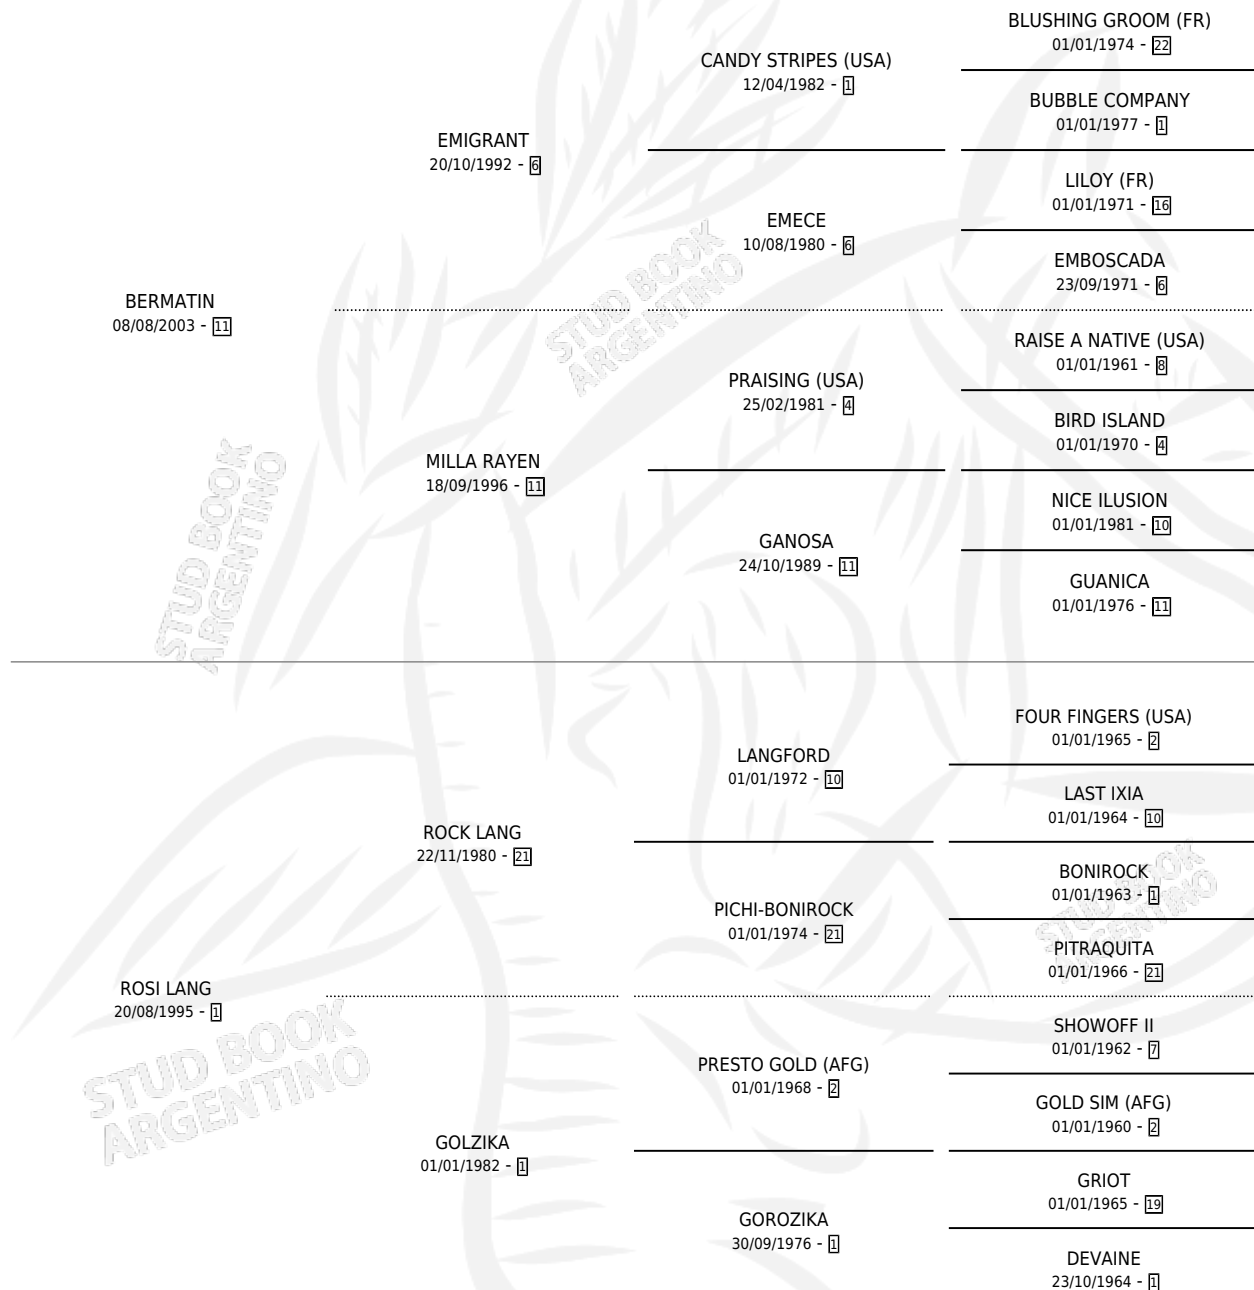 BLUSHING GROOM (FR)
01/01/1974 - 22
CANDY STRIPES (USA)
12/04/1982 - 1
BUBBLE COMPANY
01/01/1977 - 1
EMIGRANT
20/10/1992 - 6
LILOY (FR)
01/01/1971 - 16
EMECE
10/08/1980 - 6
EMBOSCADA
23/09/1971 - 6
BERMATIN
08/08/2003 - 11
RAISE A NATIVE (USA)
01/01/1961 - 8
PRAISING (USA)
25/02/1981 - 4
BIRD ISLAND
01/01/1970 - 4
MILLA RAYEN
18/09/1996 - 11
NICE ILUSION
01/01/1981 - 10
GANOSA
24/10/1989 - 11
GUANICA
01/01/1976 - 11
FOUR FINGERS (USA)
01/01/1965 - 2
LANGFORD
01/01/1972 - 10
LAST IXIA
01/01/1964 - 10
ROCK LANG
22/11/1980 - 21
BONIROCK
01/01/1963 - 1
PICHI-BONIROCK
01/01/1974 - 21
PITRAQUITA
01/01/1966 - 21
ROSI LANG
20/08/1995 - 1
SHOWOFF II
01/01/1962 - 7
PRESTO GOLD (AFG)
01/01/1968 - 2
GOLD SIM (AFG)
01/01/1960 - 2
GOLZIKA
01/01/1982 - 1
GRIOT
01/01/1965 - 19
GOROZIKA
30/09/1976 - 1
DEVAINE
23/10/1964 - 1
STUD BOOK
ARGENTINO
STUD BOOK
ARGENTINO
STUD BOOK
ARGENTINO
STUD BOOK
ARGENTINO